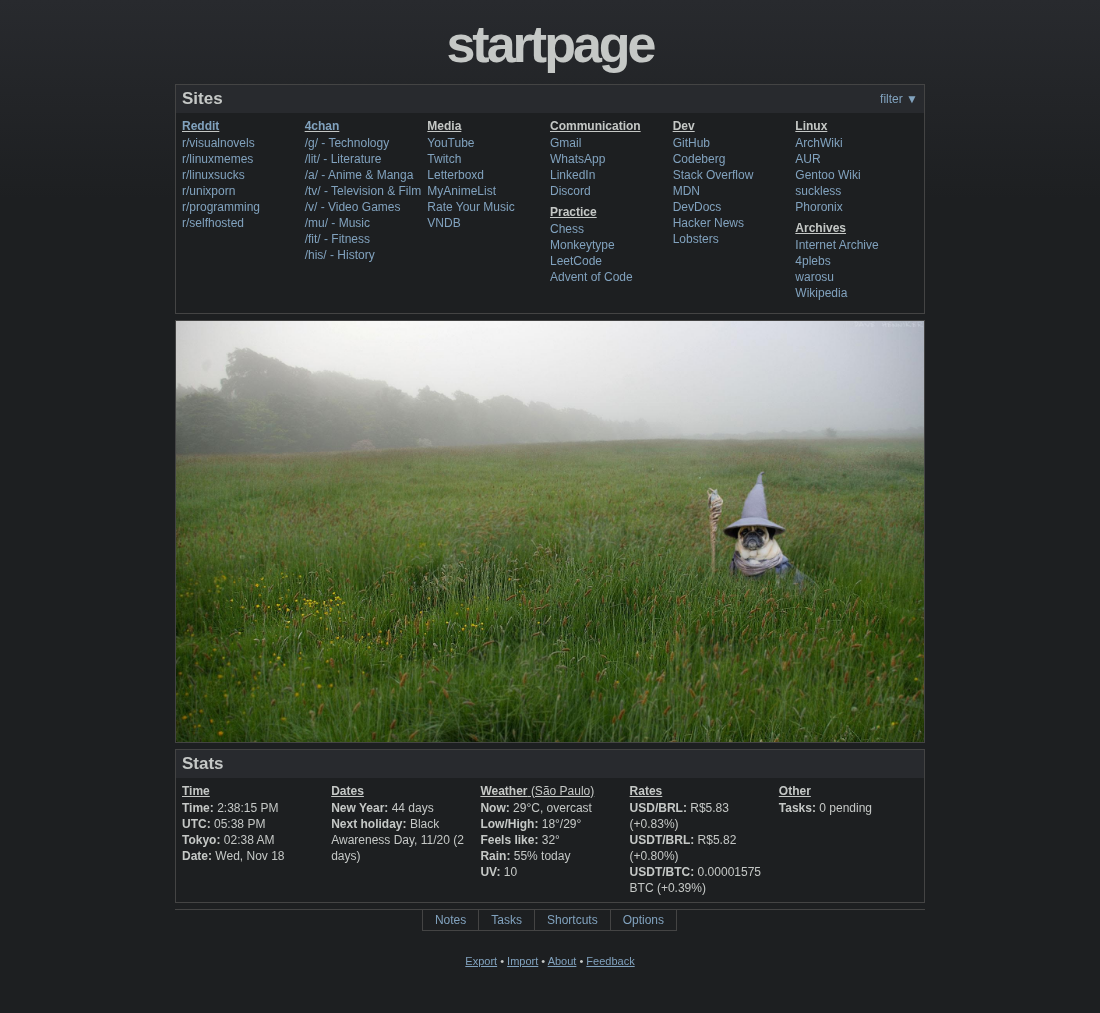 startpage
Sites
filter ▼
Reddit
r/visualnovels
r/linuxmemes
r/linuxsucks
r/unixporn
r/programming
r/selfhosted
4chan
/g/ - Technology
/lit/ - Literature
/a/ - Anime & Manga
/tv/ - Television & Film
/v/ - Video Games
/mu/ - Music
/fit/ - Fitness
/his/ - History
Media
YouTube
Twitch
Letterboxd
MyAnimeList
Rate Your Music
VNDB
Communication
Gmail
WhatsApp
LinkedIn
Discord
Practice
Chess
Monkeytype
LeetCode
Advent of Code
Dev
GitHub
Codeberg
Stack Overflow
MDN
DevDocs
Hacker News
Lobsters
Linux
ArchWiki
AUR
Gentoo Wiki
suckless
Phoronix
Archives
Internet Archive
4plebs
warosu
Wikipedia
Stats
Time
Time: 2:38:15 PM
UTC: 05:38 PM
Tokyo: 02:38 AM
Date: Wed, Nov 18
Dates
New Year: 44 days
Next holiday: Black
Awareness Day, 11/20 (2
days)
Weather (São Paulo)
Now: 29°C, overcast
Low/High: 18°/29°
Feels like: 32°
Rain: 55% today
UV: 10
Rates
USD/BRL: R$5.83
(+0.83%)
USDT/BRL: R$5.82
(+0.80%)
USDT/BTC: 0.00001575
BTC (+0.39%)
Other
Tasks: 0 pending
Notes
Tasks
Shortcuts
Options
Export • Import • About • Feedback